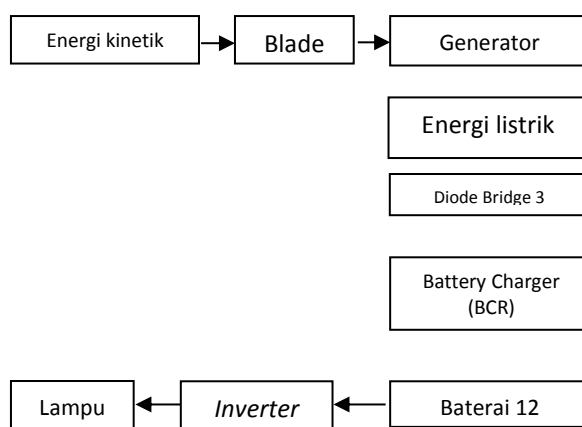 Energi kinetik
Blade
Generator
Energi listrik
Diode Bridge 3
Battery Charger
(BCR)
Baterai 12
Inverter
Lampu